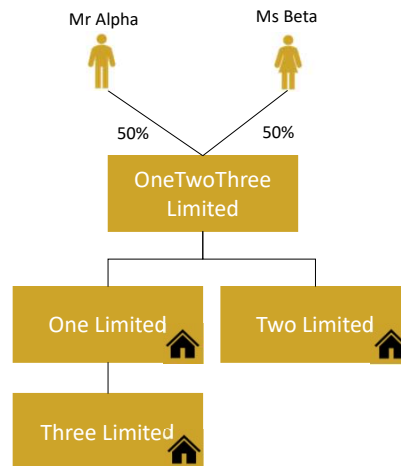 Mr Alpha
Ms Beta
50%
50%
OneTwoThree
Limited
One Limited
Two Limited
Three Limited